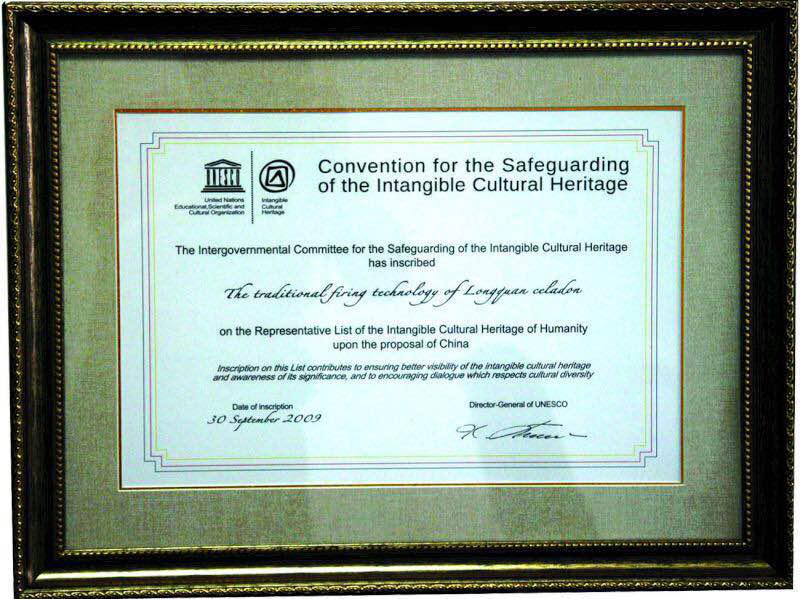 UNESCO
United Nations
Educational, Scientific and
Cultural Organization
Intangible
Cultural
Heritage
Convention for the Safeguarding
of the Intangible Cultural Heritage
The Intergovernmental Committee for the Safeguarding of the Intangible Cultural Heritage
has inscribed
The traditional firing technology of Longquan celadon
on the Representative List of the Intangible Cultural Heritage of Humanity
upon the proposal of China
Inscription on this List contributes to ensuring better visibility of the intangible cultural heritage
and awareness of its significance, and to encouraging dialogue which respects cultural diversity
Date of inscription
30 September 2009
Director-General of UNESCO